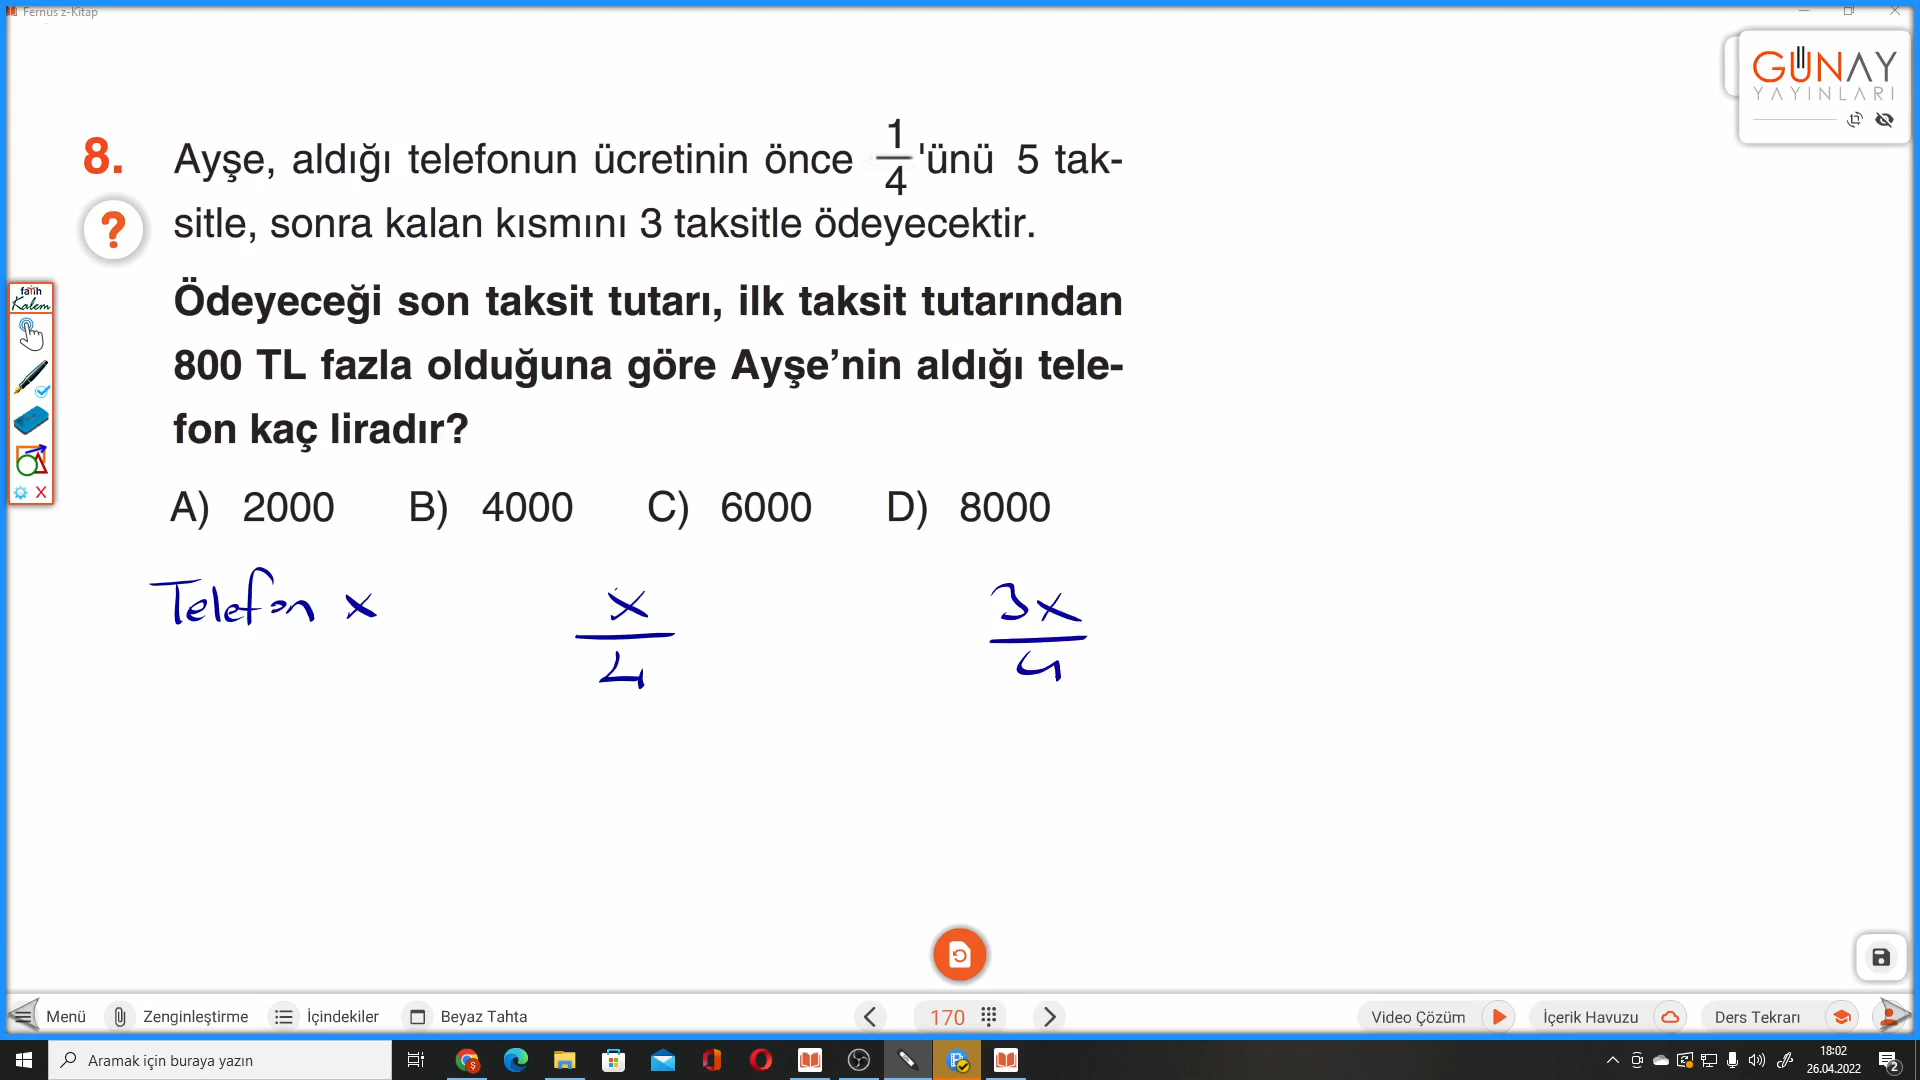 Fernus z-Kitap
GÜNAY
YAYINLARI
8. Ayşe, aldığı telefonun ücretinin önce 1/4'ünü 5 tak-
sitle, sonra kalan kısmını 3 taksitle ödeyecektir.
?
Ödeyeceği son taksit tutarı, ilk taksit tutarından
800 TL fazla olduğuna göre Ayşe’nin aldığı tele-
fon kaç liradır?
A) 2000 B) 4000 C) 6000 D) 8000
fatih
Kalem
Telefon x x/4 3x/4
Menü Zenginleştirme İçindekiler Beyaz Tahta 170 Video Çözüm İçerik Havuzu Ders Tekrarı
Aramak için buraya yazın
18:02
26.04.2022
2